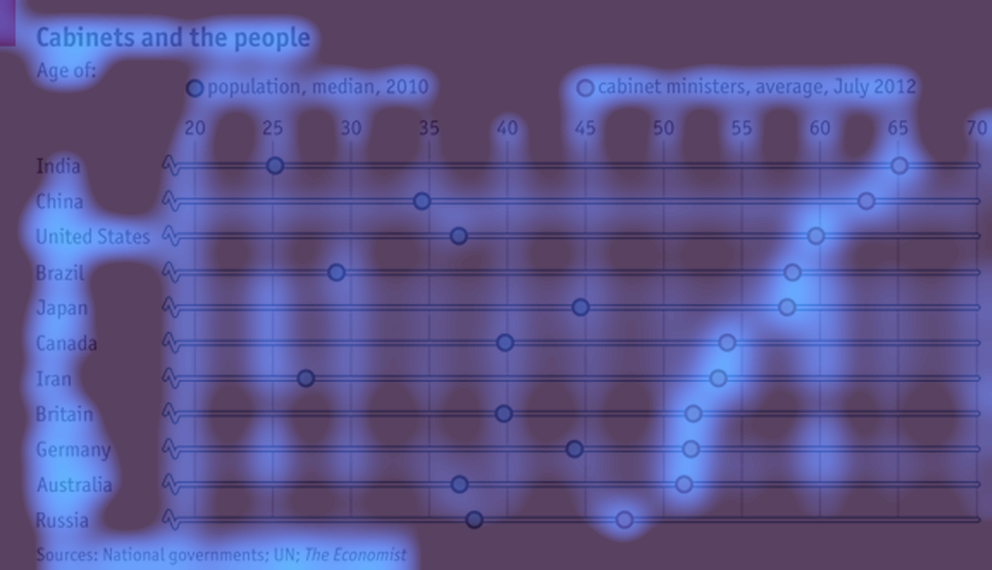 Cabinets and the people
Age of:
population, median, 2010 cabinet ministers, average, July 2012
20 25 30 35 40 45 50 55 60 65 70
India
China
United States
Brazil
Japan
Canada
Iran
Britain
Germany
Australia
Russia
Sources: National governments; UN; The Economist